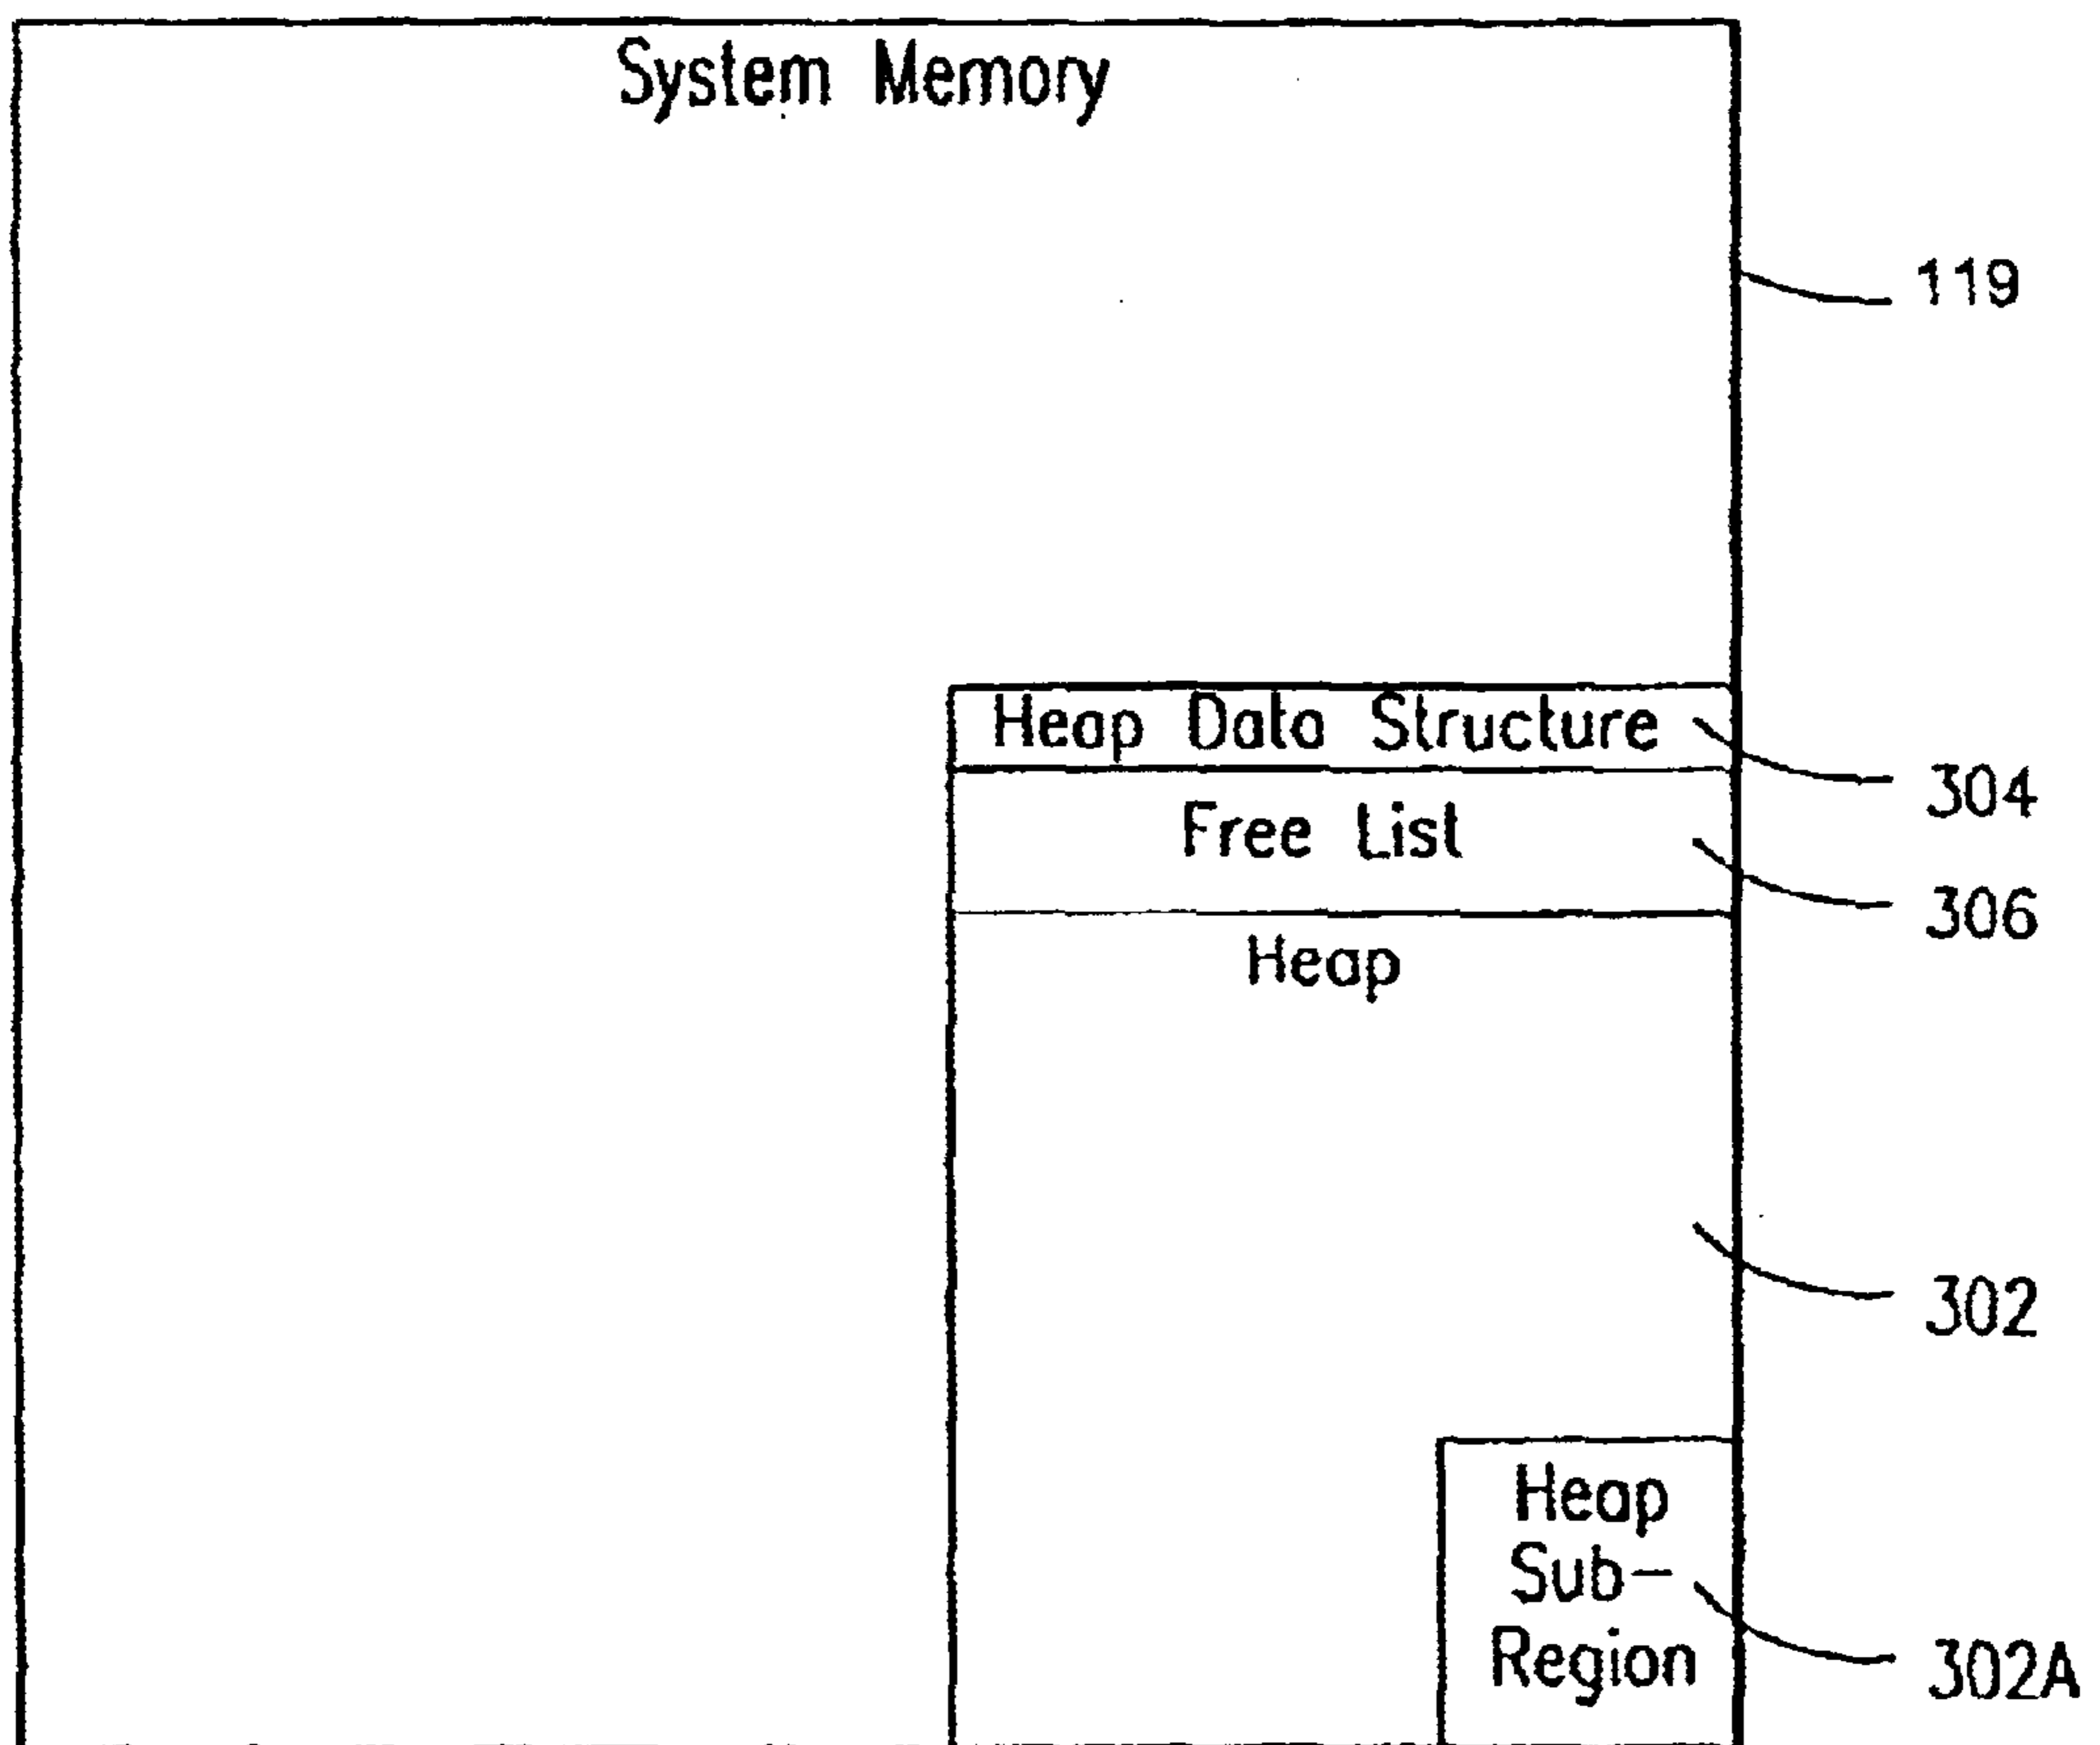 System Memory
119
Heap Data Structure
304
Free List
306
Heap
302
Heap
Sub-
Region
302A